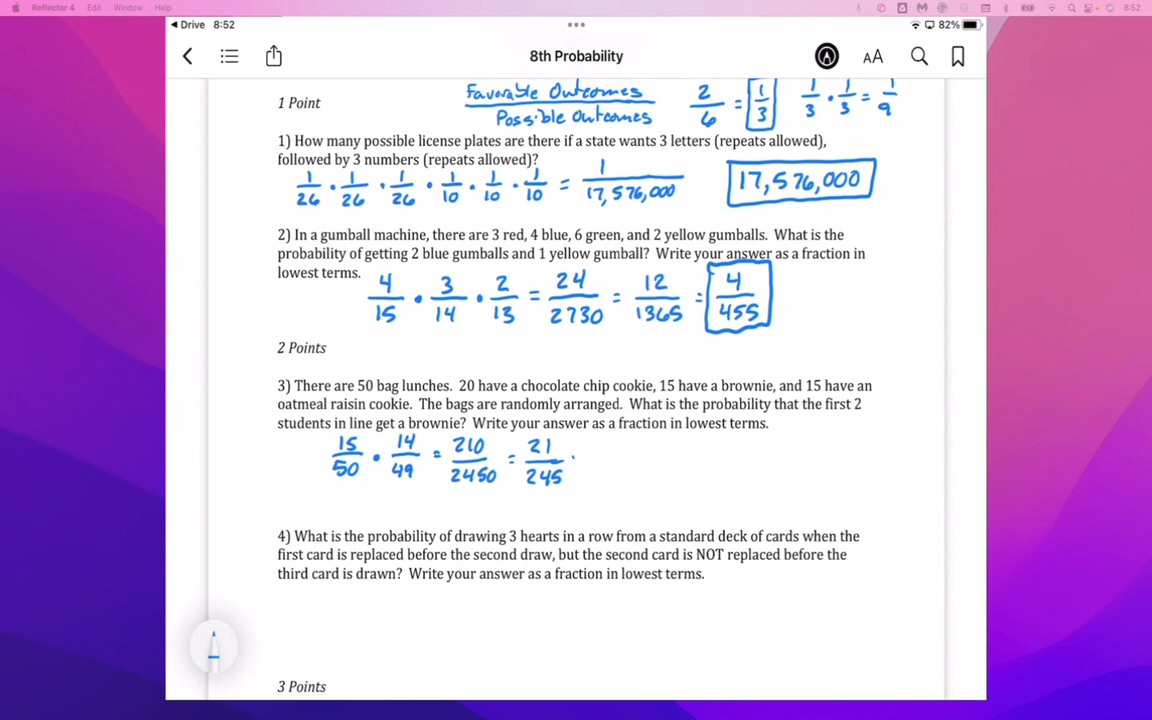 Reflector 4 Edit Window Help 8:52
Drive 8:52 82%
8th Probability AA
1 Point
Favorable Outcomes
Possible Outcomes
2/6 = 1/3 1/3 · 1/3 = 1/9
1) How many possible license plates are there if a state wants 3 letters (repeats allowed),
followed by 3 numbers (repeats allowed)?
1/26 · 1/26 · 1/26 · 1/10 · 1/10 · 1/10 = 1/17,576,000 17,576,000
2) In a gumball machine, there are 3 red, 4 blue, 6 green, and 2 yellow gumballs. What is the
probability of getting 2 blue gumballs and 1 yellow gumball? Write your answer as a fraction in
lowest terms.
4/15 · 3/14 · 2/13 = 24/2730 = 12/1365 = 4/455
2 Points
3) There are 50 bag lunches. 20 have a chocolate chip cookie, 15 have a brownie, and 15 have an
oatmeal raisin cookie. The bags are randomly arranged. What is the probability that the first 2
students in line get a brownie? Write your answer as a fraction in lowest terms.
15/50 · 14/49 = 210/2450 = 21/245
4) What is the probability of drawing 3 hearts in a row from a standard deck of cards when the
first card is replaced before the second draw, but the second card is NOT replaced before the
third card is drawn? Write your answer as a fraction in lowest terms.
3 Points